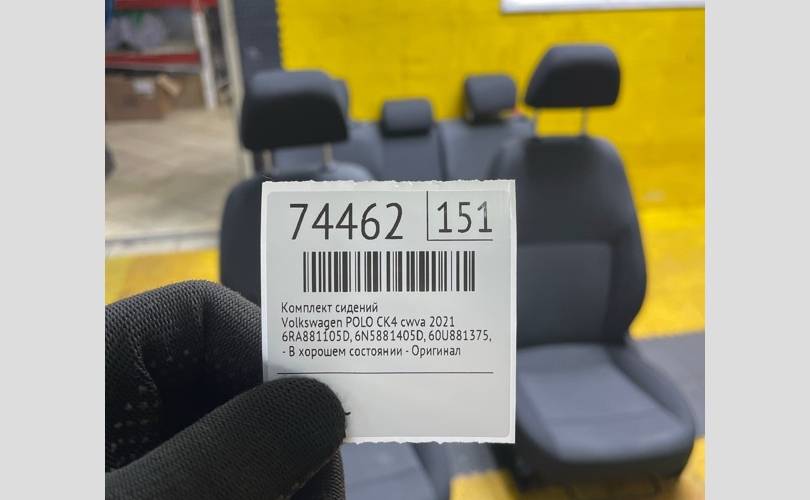 74462 151
Комплект сидений
Volkswagen POLO CK4 cwva 2021
6RA881105D, 6N5881405D, 60U881375,
- В хорошем состоянии - Оригинал